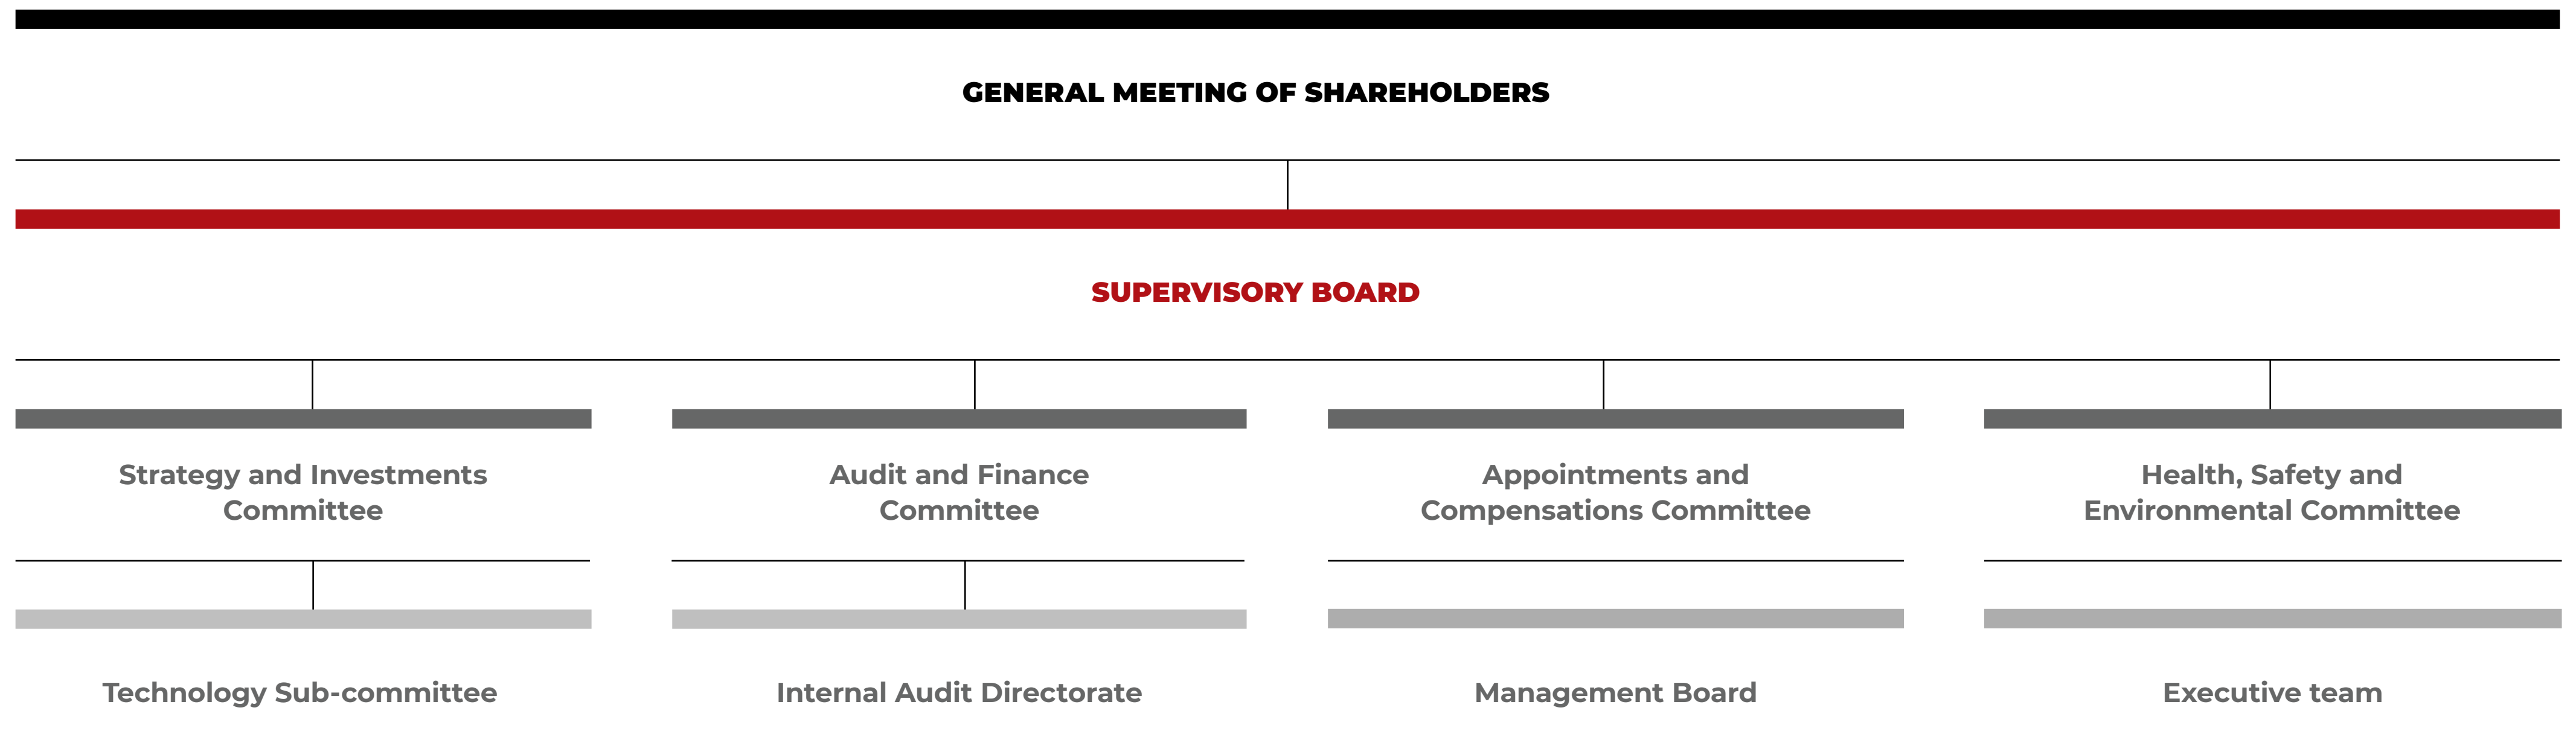 GENERAL MEETING OF SHAREHOLDERS
SUPERVISORY BOARD
Strategy and Investments
Committee
Audit and Finance
Committee
Appointments and
Compensations Committee
Health, Safety and
Environmental Committee
Technology Sub-committee
Internal Audit Directorate
Management Board
Executive team